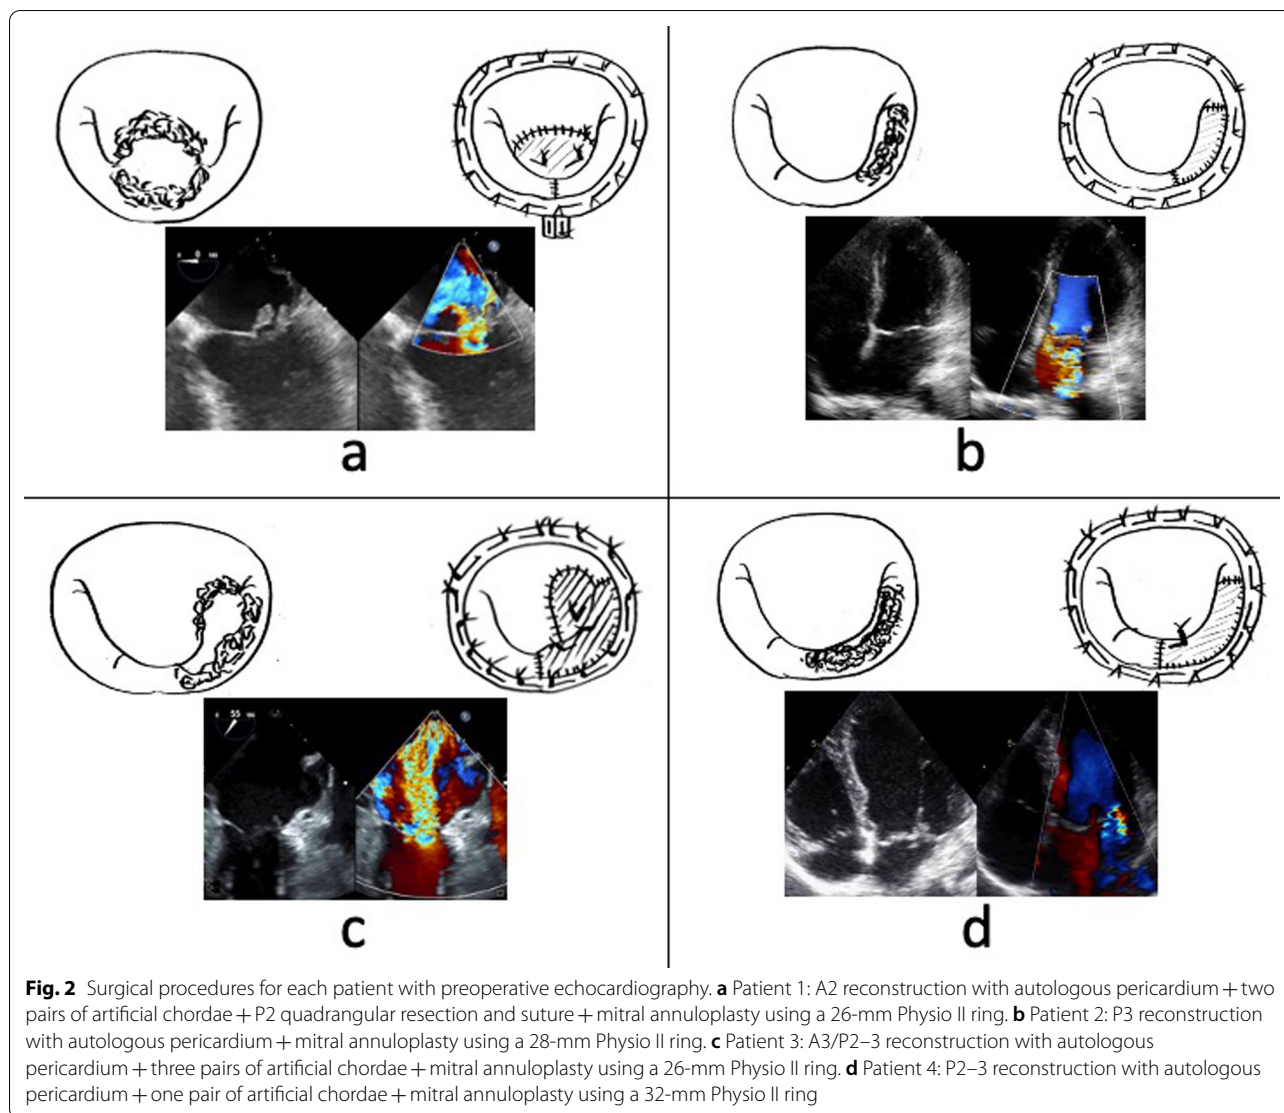 a
b
55
c
5
5
d
Fig. 2 Surgical procedures for each patient with preoperative echocardiography. a Patient 1: A2 reconstruction with autologous pericardium + two
pairs of artificial chordae + P2 quadrangular resection and suture + mitral annuloplasty using a 26-mm Physio II ring. b Patient 2: P3 reconstruction
with autologous pericardium + mitral annuloplasty using a 28-mm Physio II ring. c Patient 3: A3/P2–3 reconstruction with autologous
pericardium + three pairs of artificial chordae + mitral annuloplasty using a 26-mm Physio II ring. d Patient 4: P2–3 reconstruction with autologous
pericardium + one pair of artificial chordae + mitral annuloplasty using a 32-mm Physio II ring